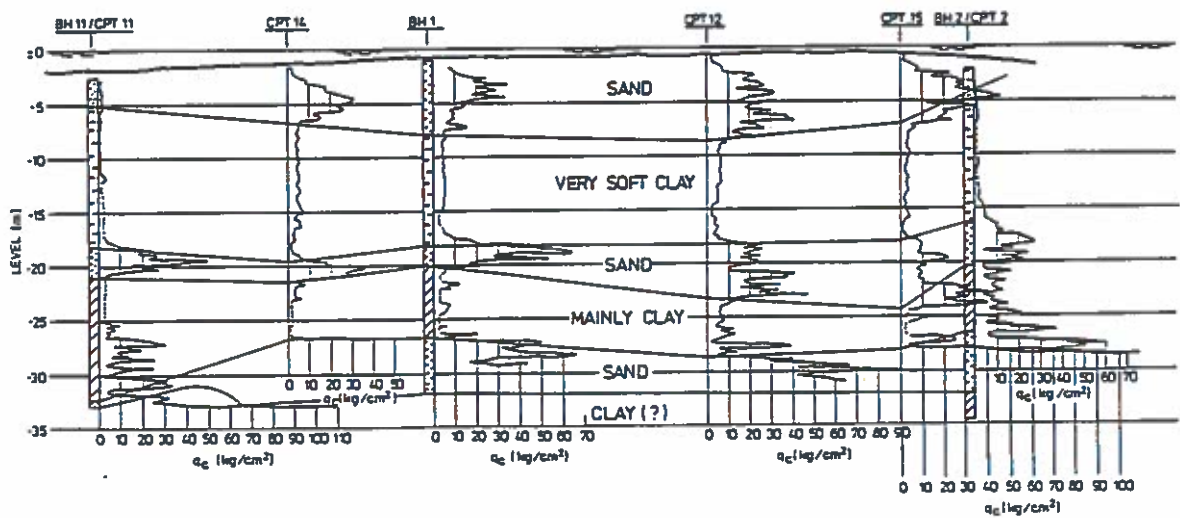 BH 11/CPT 11 CPT 14 BH 1 CPT 12 CPT 15 BH 2/CPT 2
±0
-5
-10
-15
-20
-25
-30
-35
LEVEL (m)
SAND
VERY SOFT CLAY
SAND
MAINLY CLAY
SAND
CLAY (?)
0 10 20 30 40 50
qc (kg/cm²)
10 20 30 40 50 60 70
qc (kg/cm²)
0 10 20 30 40 50 60 70 80 90 100 110
qc (kg/cm²)
0 10 20 30 40 50 60 70
qc (kg/cm²)
0 10 20 30 40 50 60 70 80 90
qc (kg/cm²)
0 10 20 30 40 50 60 70 80 90 100
qc (kg/cm²)